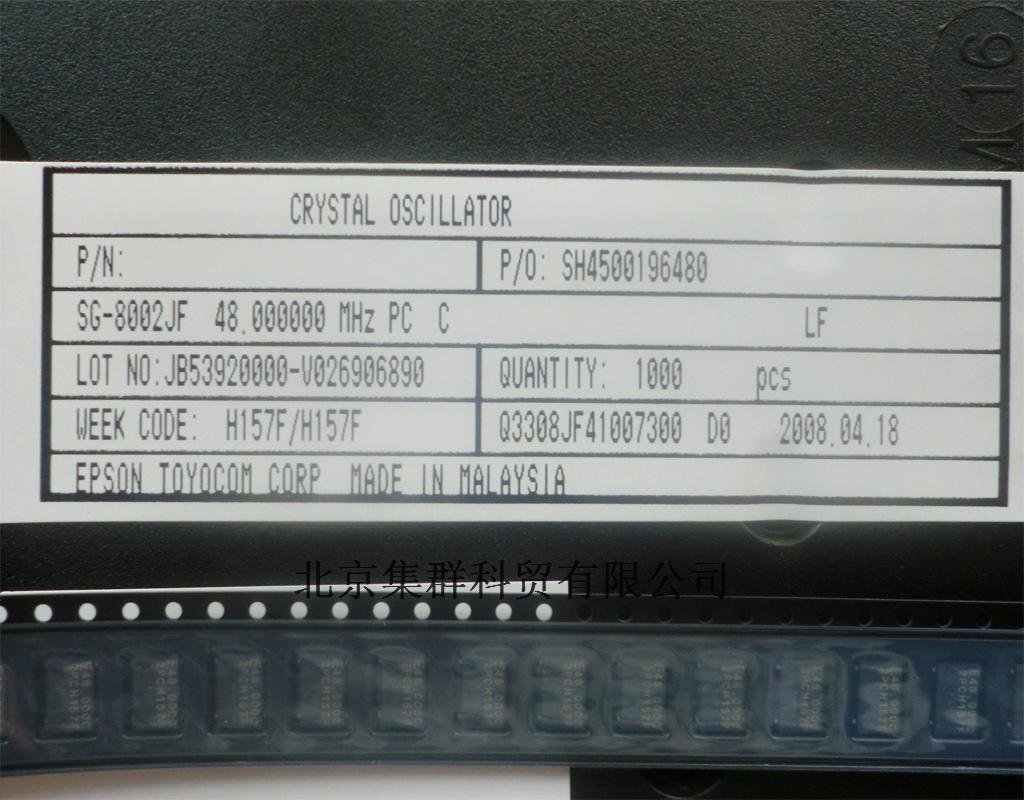 MC16
CRYSTAL OSCILLATOR
P/N:
P/O: SH4500196480
SG-8002JF 48.000000 MHz PC C LF
LOT NO:JB53920000-V026906890
QUANTITY: 1000 pcs
WEEK CODE: H157F/H157F
Q3308JF41007300 D0 2008.04.18
EPSON TOYOCOM CORP MADE IN MALAYSIA
北京集群科贸有限公司